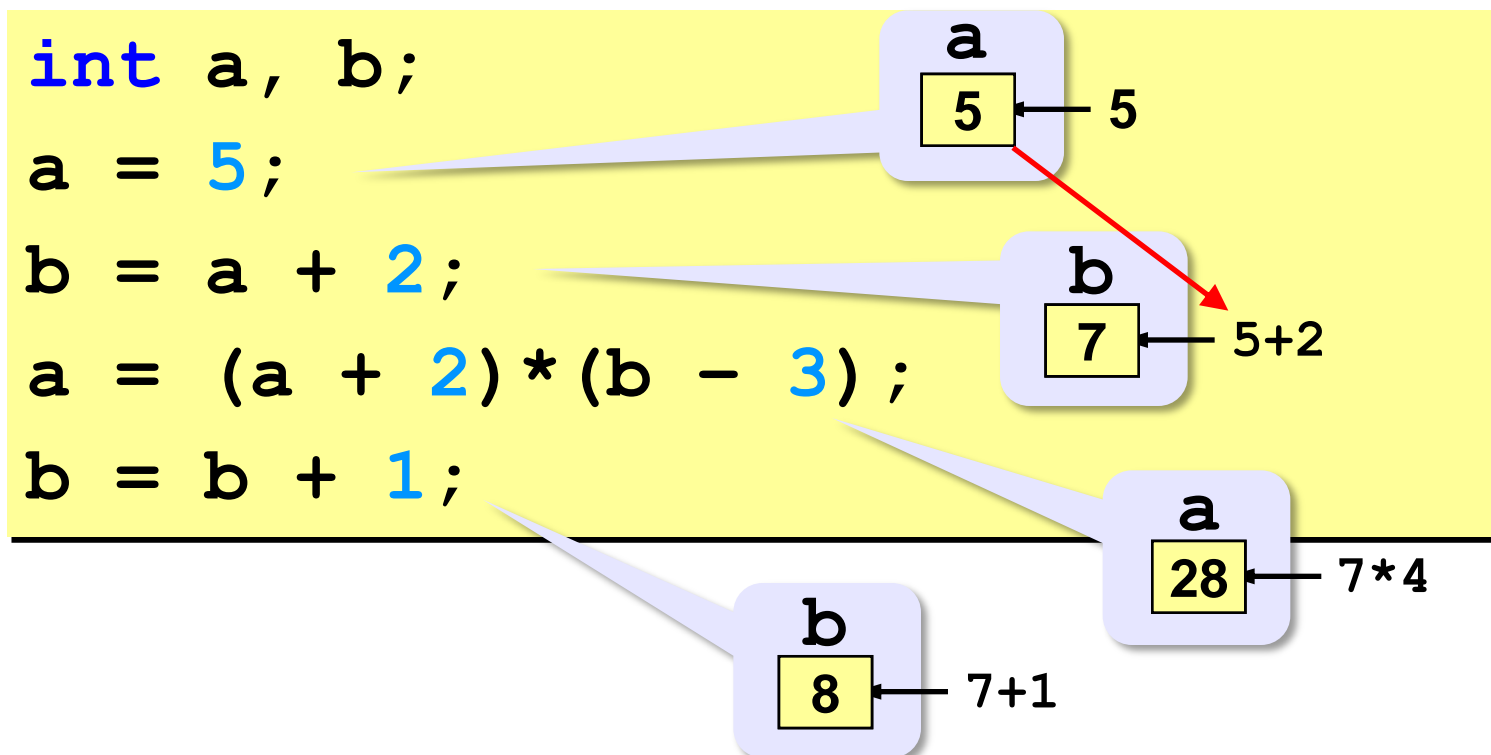 int a, b;
a = 5;
b = a + 2;
a = (a + 2)*(b - 3);
b = b + 1;
a
5 5
b
7 5+2
a
28 7*4
b
8 7+1